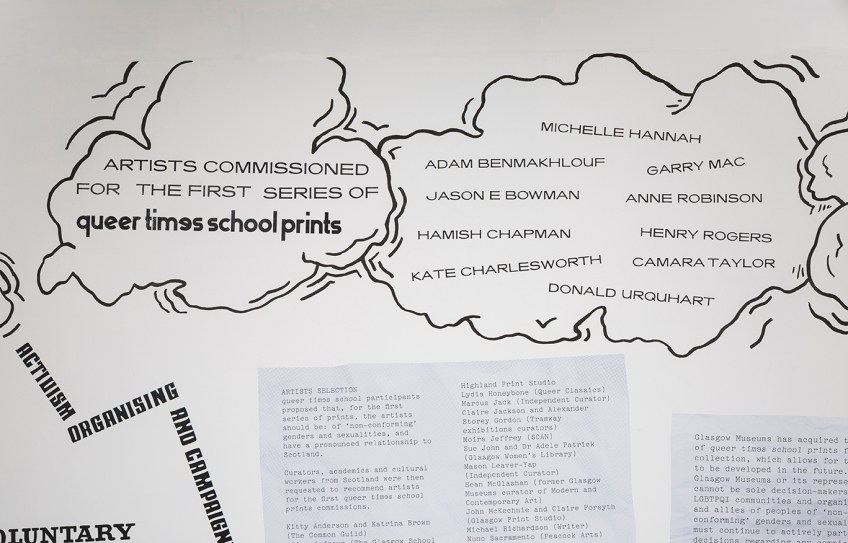 ARTISTS COMMISSIONED
FOR THE FIRST SERIES OF
queer timəs school prints
MICHELLE HANNAH
ADAM BENMAKHLOUF
GARRY MAC
JASON E BOWMAN
ANNE ROBINSON
HAMISH CHAPMAN
HENRY ROGERS
KATE CHARLESWORTH
CAMARA TAYLOR
DONALD URQUHART
ACTIVISM
ORGANISING
AND CAMPAIGN
OLUNTARY
ARTISTS SELECTION
queer times school participants
proposed that, for the first
series of prints, the artists
should be: of 'non-conforming'
genders and sexualities, and
have a pronounced relationship to
Scotland.
Curators, academics and cultural
workers from Scotland were then
requested to recommend artists
for the first queer times school
prints commissions.
Kitty Anderson and Katrina Brown
(The Common Guild)
(The Glasgow School
Highland Print Studio
Lydia Honeybone (Queer Classics)
Marcus Jack (Independent Curator)
Claire Jackson and Alexander
Storey Gordon (Tramway
exhibitions curators)
Moira Jeffrey (SCAN)
Sue John and Dr Adele Patrick
(Glasgow Women's Library)
Mason Leaver-Yap
(Independent Curator)
Sean McGlashan (former Glasgow
Museums curator of Modern and
Contemporary Art)
John McKechnie and Claire Forsyth
(Glasgow Print Studio)
Michael Richardson (Writer)
Nuno Sacramento (Peacock Arts)
Glasgow Museums has acquired t
of queer times school prints f
collection, which allows for t
to be developed in the future.
Glasgow Museums or its represe
cannot be sole decision-makers
LGBTPQI communities and organi
and allies of peoples of 'non-
conforming' genders and sexual
must continue to actively part
decisions regarding any